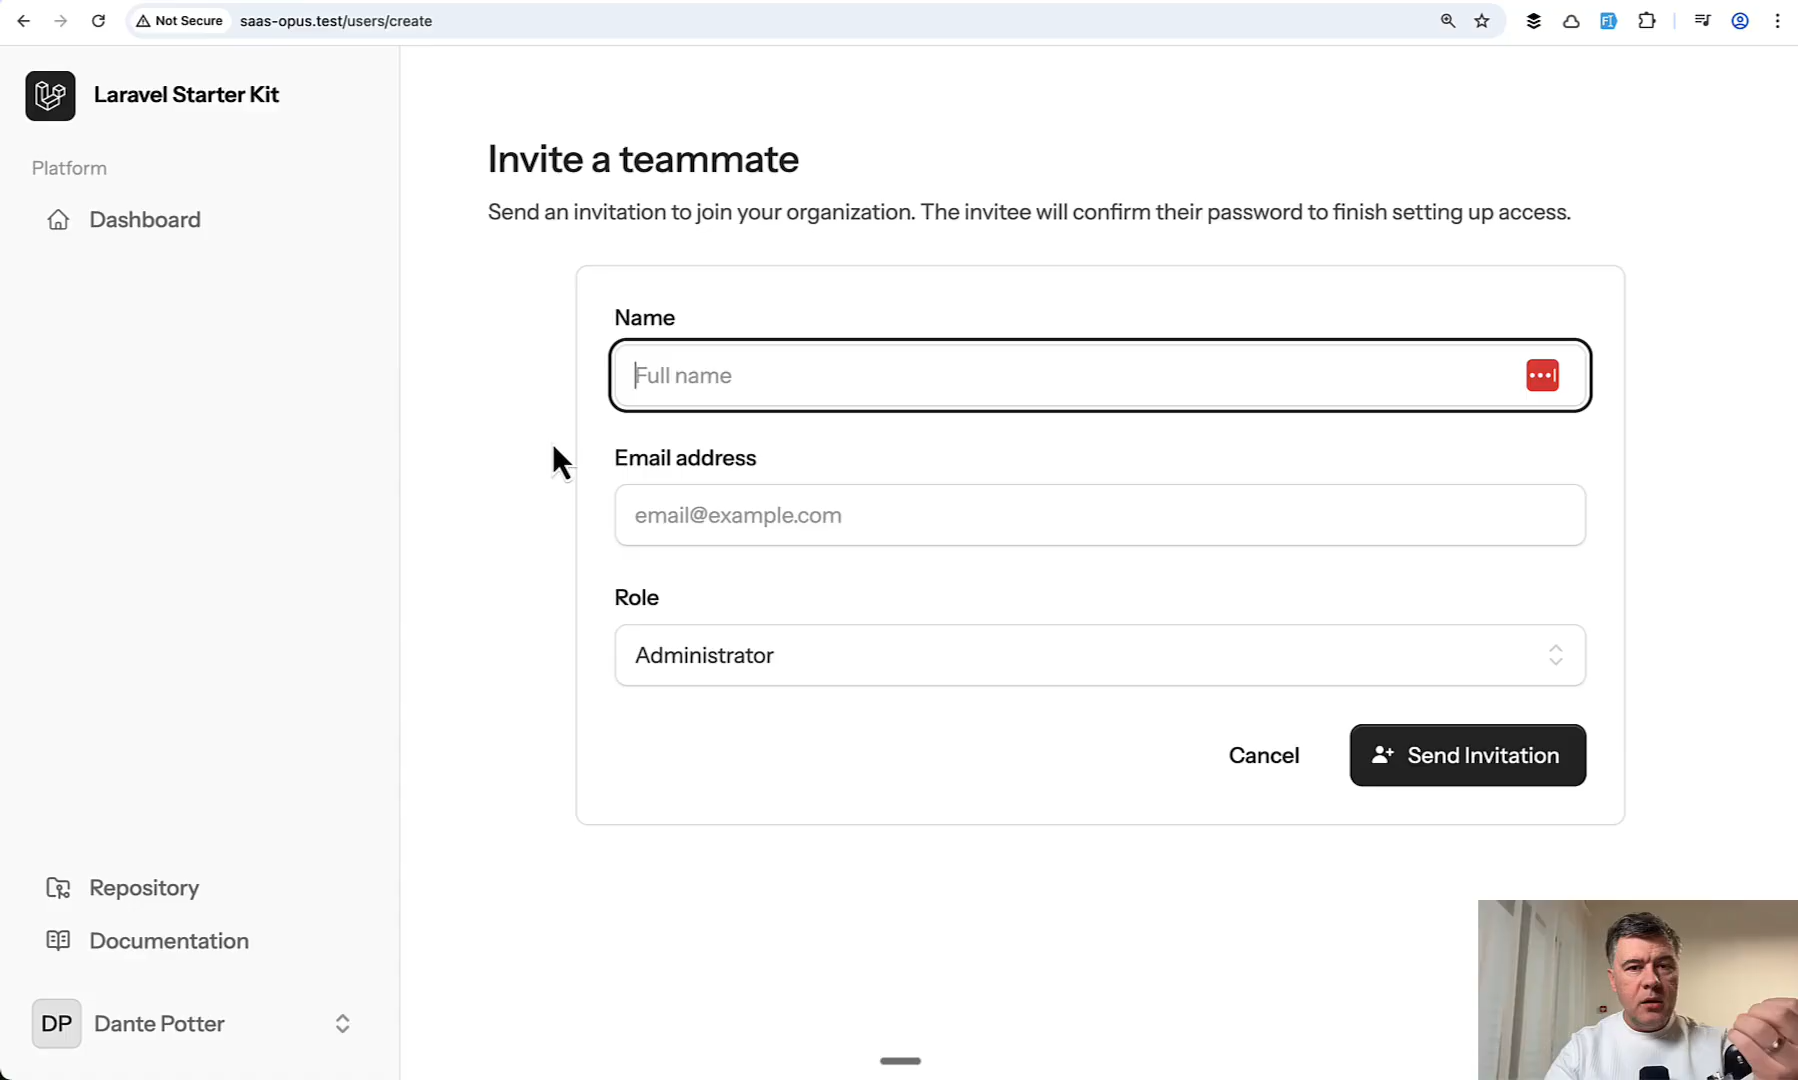 Not Secure
saas-opus.test/users/create
Laravel Starter Kit
Platform
Dashboard
Invite a teammate
Send an invitation to join your organization. The invitee will confirm their password to finish setting up access.
Name
Full name
Email address
email@example.com
Role
Administrator
Cancel
Send Invitation
Repository
Documentation
DP
Dante Potter